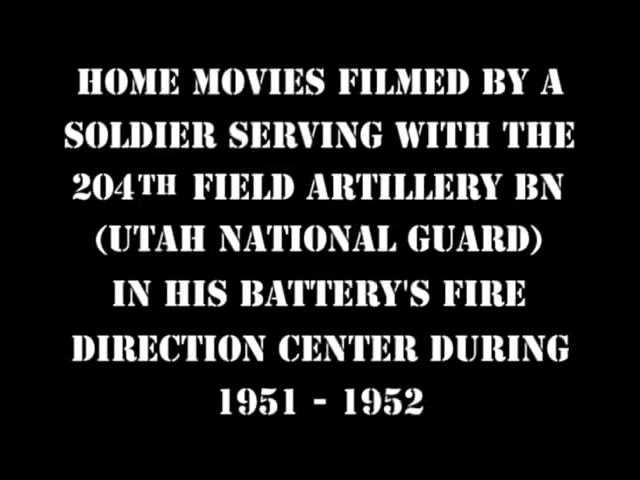 HOME MOVIES FILMED BY A
SOLDIER SERVING WITH THE
204TH FIELD ARTILLERY BN
(UTAH NATIONAL GUARD)
IN HIS BATTERY'S FIRE
DIRECTION CENTER DURING
1951 - 1952